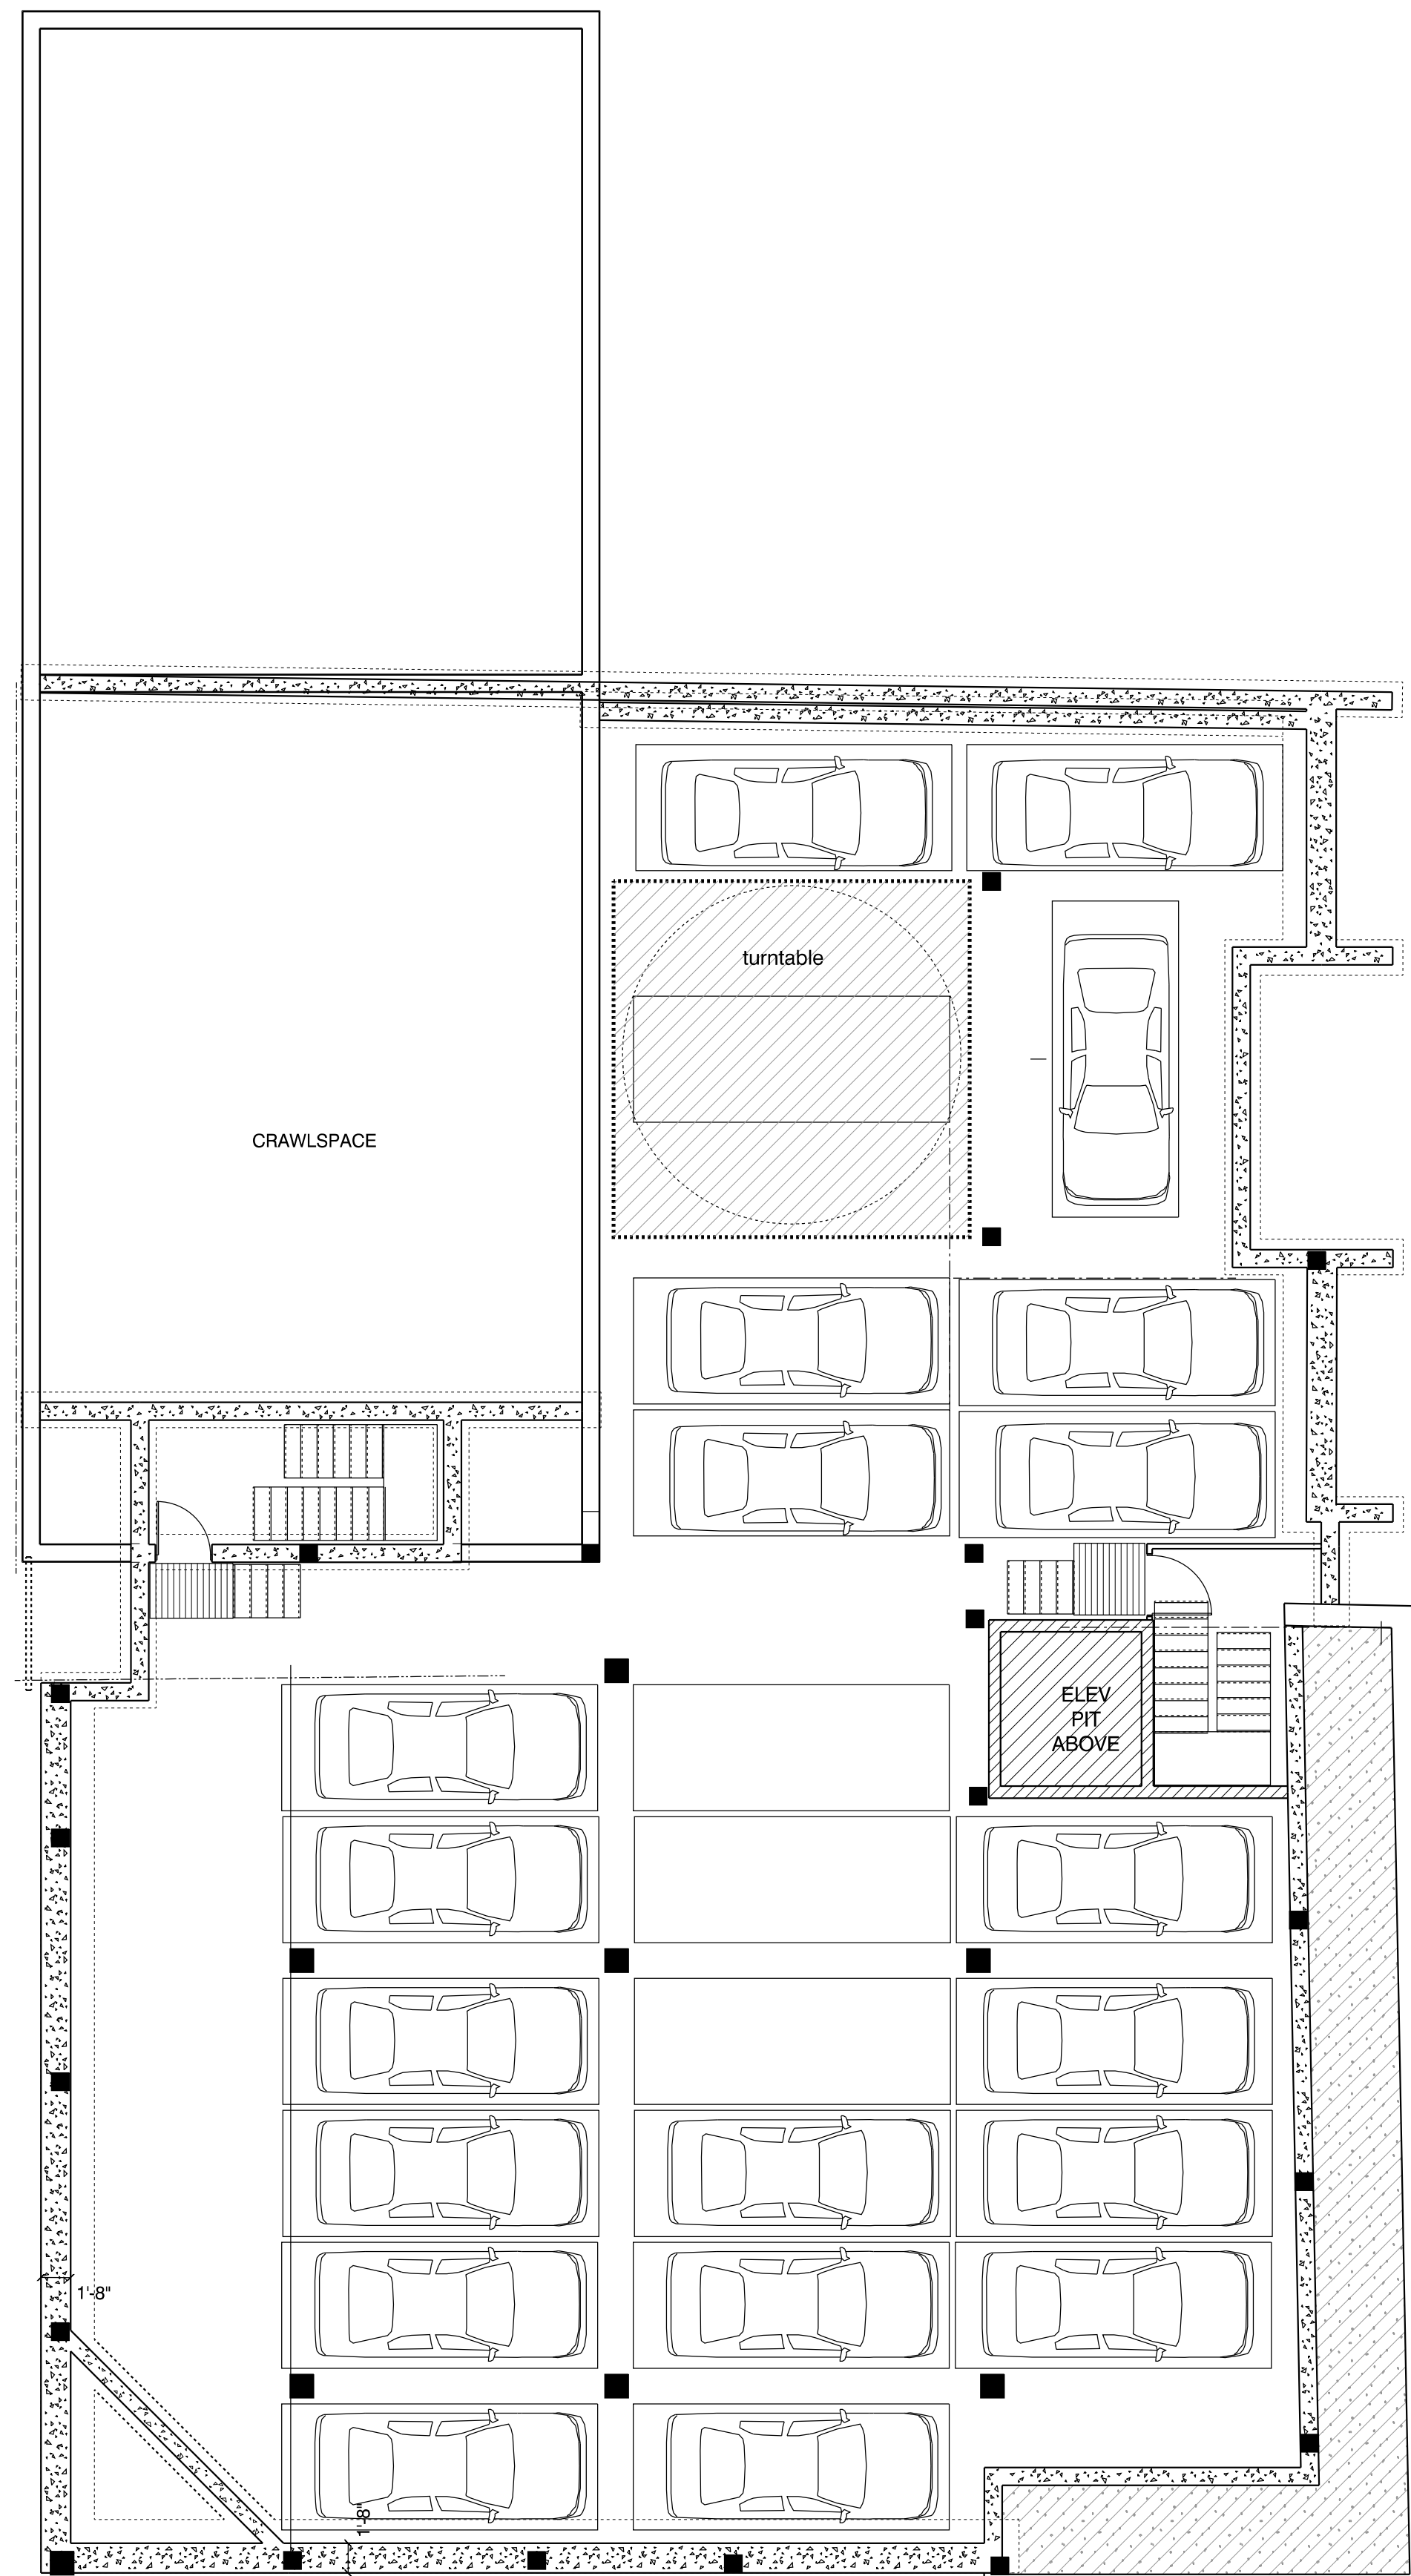 turntable
CRAWLSPACE
ELEV
PIT
ABOVE
1'-8"
1'-8"